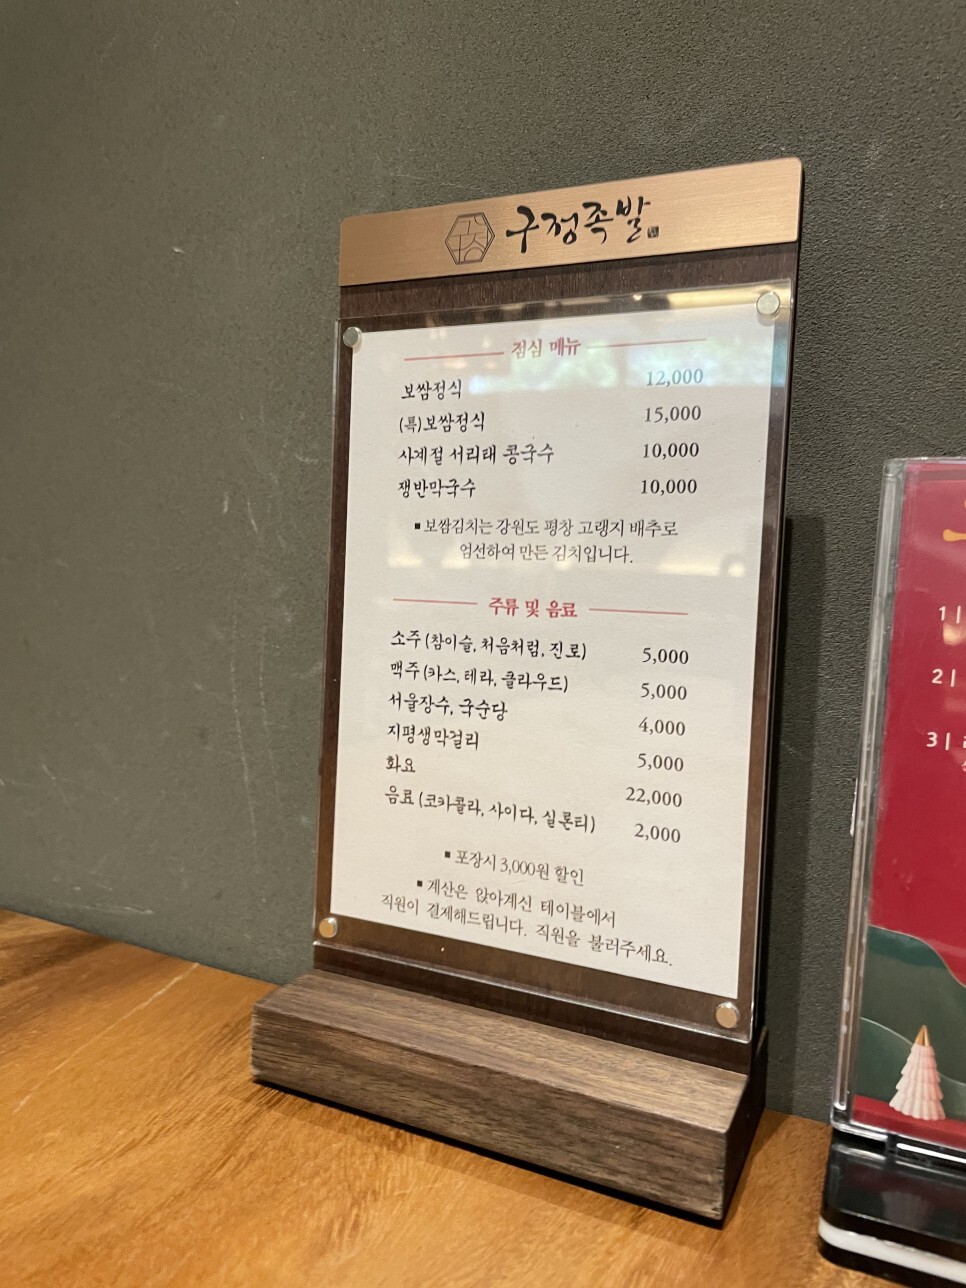 구정족발
점심 메뉴
보쌈정식 12,000
(특)보쌈정식 15,000
사계절 서리태 콩국수 10,000
쟁반막국수 10,000
▪ 보쌈김치는 강원도 평창 고랭지 배추로
엄선하여 만든 김치입니다.
주류 및 음료
소주 (참이슬, 처음처럼, 진로) 5,000
맥주 (카스, 테라, 클라우드) 5,000
서울장수, 국순당 4,000
지평생막걸리 5,000
화요 22,000
음료 (코카콜라, 사이다, 실론티) 2,000
▪ 포장시 3,000원 할인
▪ 계산은 앉아계신 테이블에서
직원이 결제해드립니다. 직원을 불러주세요.
1 |
2 |
3 |